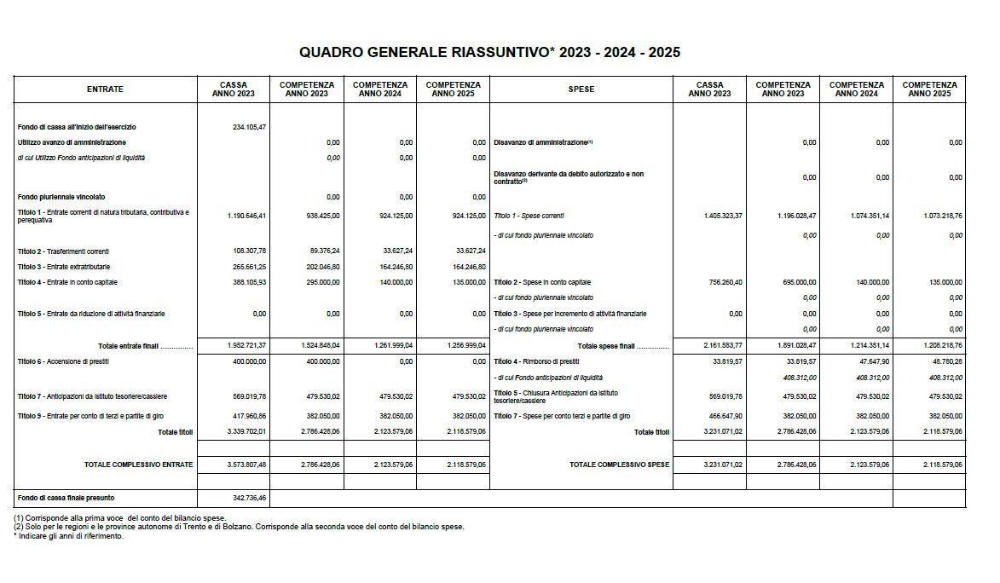 QUADRO GENERALE RIASSUNTIVO* 2023 - 2024 - 2025
ENTRATE CASSA ANNO 2023 COMPETENZA ANNO 2023 COMPETENZA ANNO 2024 COMPETENZA ANNO 2025 SPESE CASSA ANNO 2023 COMPETENZA ANNO 2023 COMPETENZA ANNO 2024 COMPETENZA ANNO 2025
Fondo di cassa all'inizio dell'esercizio 234.105,47
Utilizzo avanzo di amministrazione 0,00 0,00 0,00 Disavanzo di amministrazione(1) 0,00 0,00 0,00
di cui Utilizzo Fondo anticipazioni di liquidità 0,00 0,00 0,00
Disavanzo derivante da debito autorizzato e non contratto(2) 0,00 0,00 0,00
Fondo pluriennale vincolato 0,00 0,00 0,00
Titolo 1 - Entrate correnti di natura tributaria, contributiva e perequativa 1.190.646,41 938.425,00 924.125,00 924.125,00 Titolo 1 - Spese correnti 1.405.323,37 1.196.028,47 1.074.351,14 1.073.218,76
- di cui fondo pluriennale vincolato 0,00 0,00 0,00
Titolo 2 - Trasferimenti correnti 108.307,78 89.376,24 33.627,24 33.627,24
Titolo 3 - Entrate extratributarie 265.661,25 202.046,80 164.246,80 164.246,80
Titolo 4 - Entrate in conto capitale 388.105,93 295.000,00 140.000,00 135.000,00 Titolo 2 - Spese in conto capitale 756.260,40 695.000,00 140.000,00 135.000,00
- di cui fondo pluriennale vincolato 0,00 0,00 0,00
Titolo 5 - Entrate da riduzione di attività finanziarie 0,00 0,00 0,00 0,00 Titolo 3 - Spese per incremento di attività finanziarie 0,00 0,00 0,00 0,00
- di cui fondo pluriennale vincolato 0,00 0,00 0,00
Totale entrate finali ............... 1.952.721,37 1.524.848,04 1.261.999,04 1.256.999,04 Totale spese finali ............... 2.161.583,77 1.891.028,47 1.214.351,14 1.208.218,76
Titolo 6 - Accensione di prestiti 400.000,00 400.000,00 0,00 0,00 Titolo 4 - Rimborso di prestiti 33.819,57 33.819,57 47.647,90 48.780,28
- di cui Fondo anticipazioni di liquidità 408.312,00 408.312,00 408.312,00
Titolo 7 - Anticipazioni da istituto tesoriere/cassiere 569.019,78 479.530,02 479.530,02 479.530,02 Titolo 5 - Chiusura Anticipazioni da istituto tesoriere/cassiere 569.019,78 479.530,02 479.530,02 479.530,02
Titolo 9 - Entrate per conto di terzi e partite di giro 417.960,86 382.050,00 382.050,00 382.050,00 Titolo 7 - Spese per conto terzi e partite di giro 466.647,90 382.050,00 382.050,00 382.050,00
Totale titoli 3.339.702,01 2.786.428,06 2.123.579,06 2.118.579,06 Totale titoli 3.231.071,02 2.786.428,06 2.123.579,06 2.118.579,06
TOTALE COMPLESSIVO ENTRATE 3.573.807,48 2.786.428,06 2.123.579,06 2.118.579,06 TOTALE COMPLESSIVO SPESE 3.231.071,02 2.786.428,06 2.123.579,06 2.118.579,06
Fondo di cassa finale presunto 342.736,46
(1) Corrisponde alla prima voce del conto del bilancio spese.
(2) Solo per le regioni e le province autonome di Trento e di Bolzano. Corrisponde alla seconda voce del conto del bilancio spese.
* Indicare gli anni di riferimento.